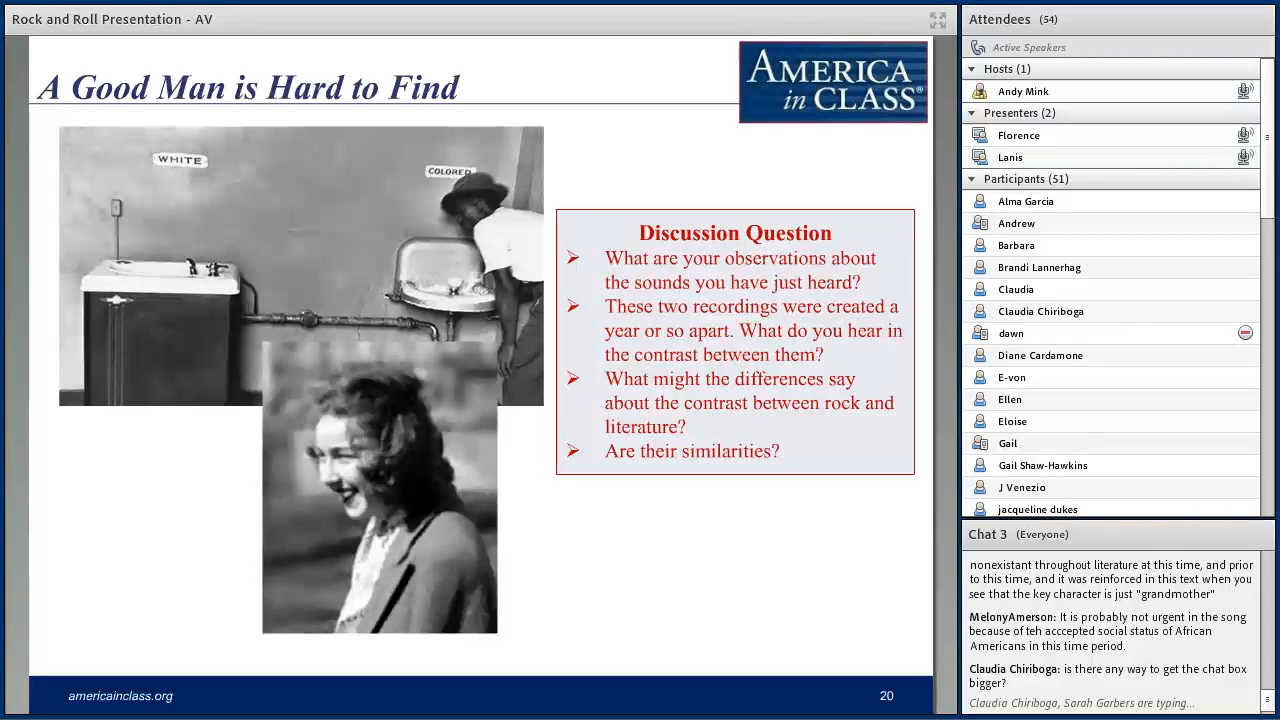 Rock and Roll Presentation - AV
A Good Man is Hard to Find
AMERICA
in CLASS®
WHITE
COLORED
Discussion Question
➢ What are your observations about
the sounds you have just heard?
➢ These two recordings were created a
year or so apart. What do you hear in
the contrast between them?
➢ What might the differences say
about the contrast between rock and
literature?
➢ Are their similarities?
americainclass.org
20
Attendees (54)
Active Speakers
Hosts (1)
Andy Mink
Presenters (2)
Florence
Lanis
Participants (51)
Alma Garcia
Andrew
Barbara
Brandi Lannerhag
Claudia
Claudia Chiriboga
dawn
Diane Cardamone
E-von
Ellen
Eloise
Gail
Gail Shaw-Hawkins
J Venezio
jacqueline dukes
Chat 3 (Everyone)
nonexistant throughout literature at this time, and prior
to this time, and it was reinforced in this text when you
see that the key character is just "grandmother"
MelonyAmerson: It is probably not urgent in the song
because of teh acccepted social status of African
Americans in this time period.
Claudia Chiriboga: is there any way to get the chat box
bigger?
Claudia Chiriboga, Sarah Garbers are typing...